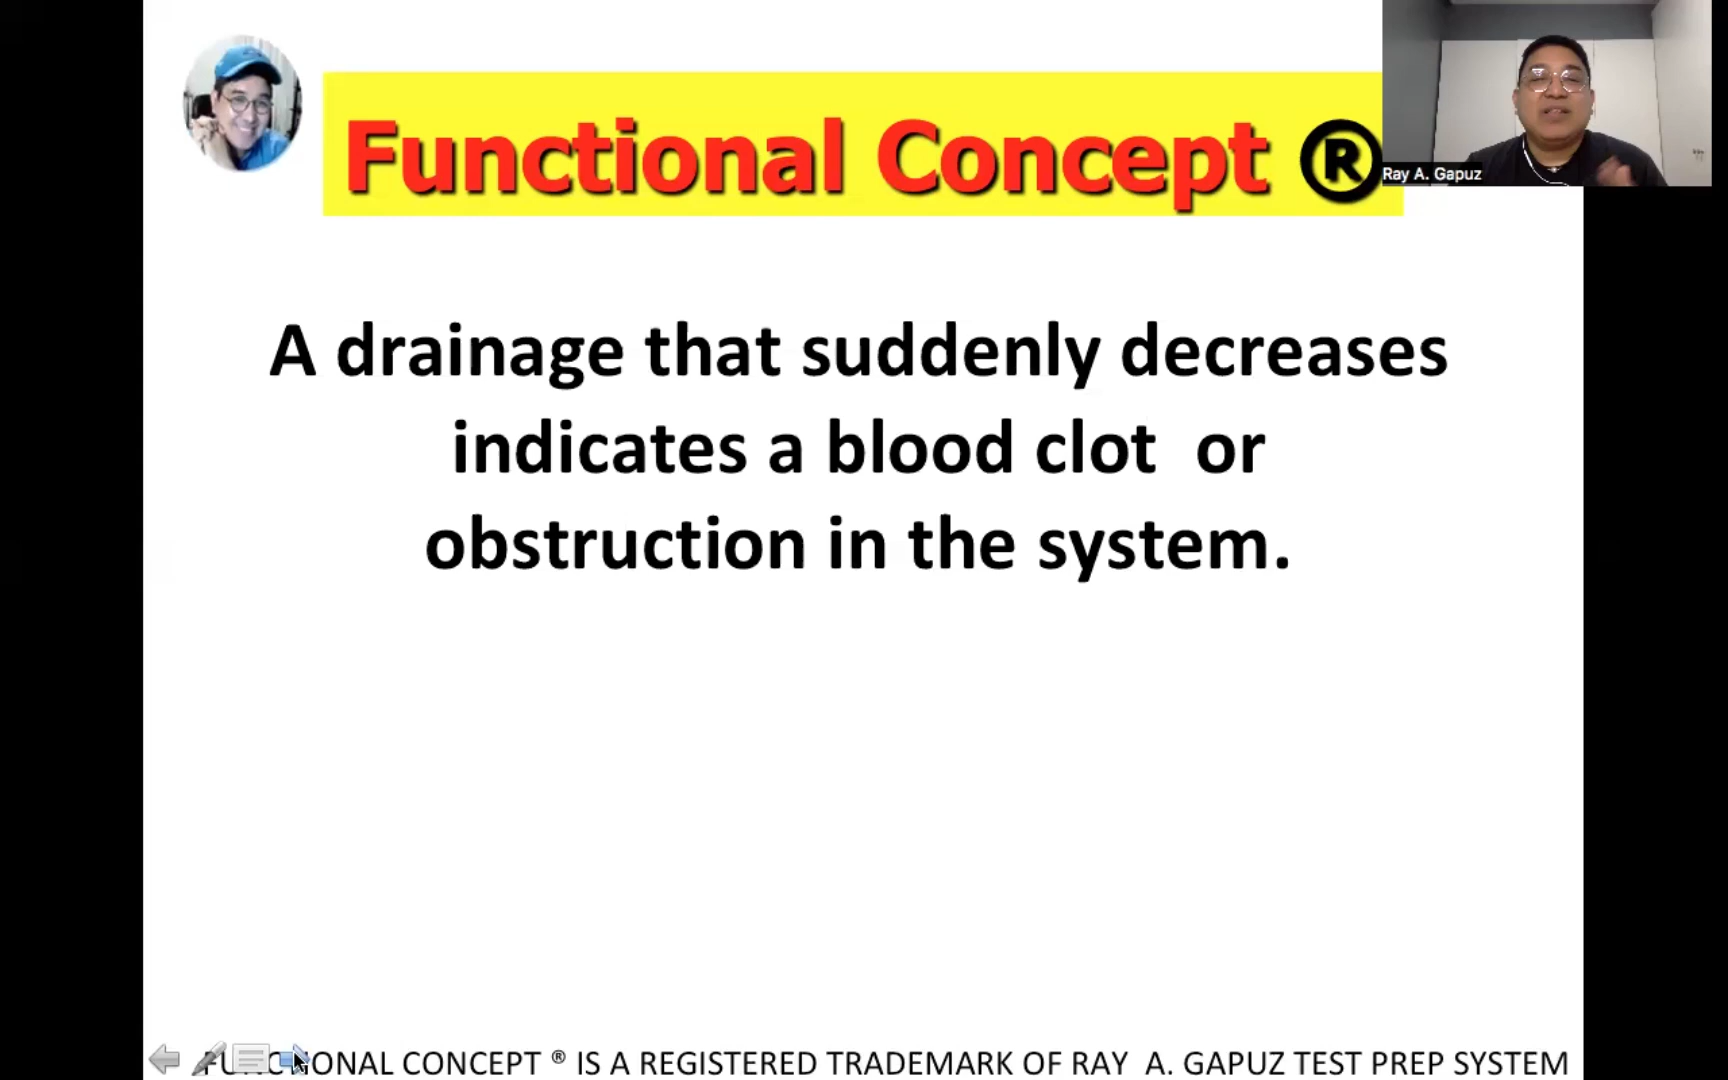 Functional Concept ®
Ray A. Gapuz
A drainage that suddenly decreases
indicates a blood clot or
obstruction in the system.
FUNCTIONAL CONCEPT ® IS A REGISTERED TRADEMARK OF RAY A. GAPUZ TEST PREP SYSTEM